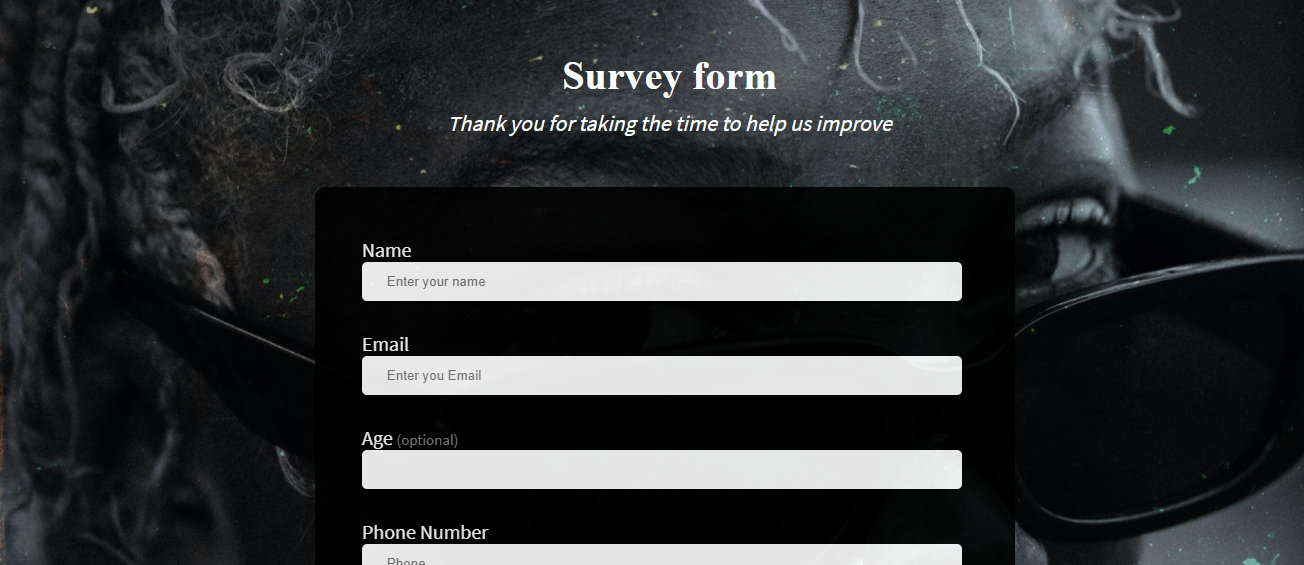 Survey form
Thank you for taking the time to help us improve
Name
Enter your name
Email
Enter you Email
Age (optional)
Phone Number
Phone